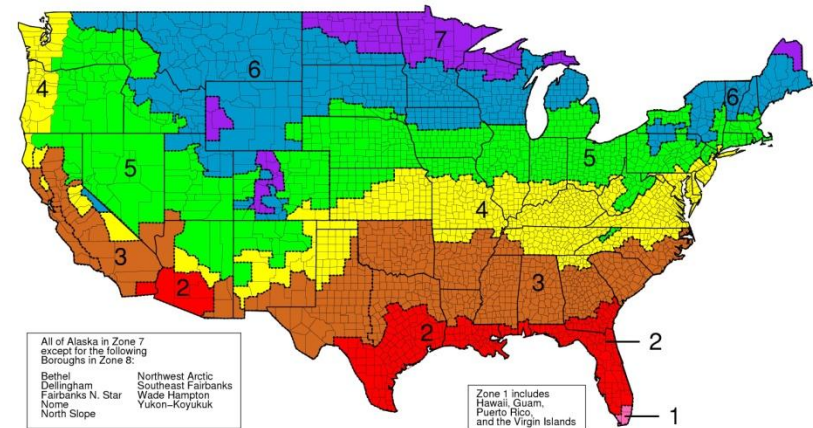 7
6
4
6
5
5
4
3
3
2
2
2
1
All of Alaska in Zone 7
except for the following
Boroughs in Zone 8:
Bethel Northwest Arctic
Dellingham Southeast Fairbanks
Fairbanks N. Star Wade Hampton
Nome Yukon-Koyukuk
North Slope
Zone 1 includes
Hawaii, Guam,
Puerto Rico,
and the Virgin Islands